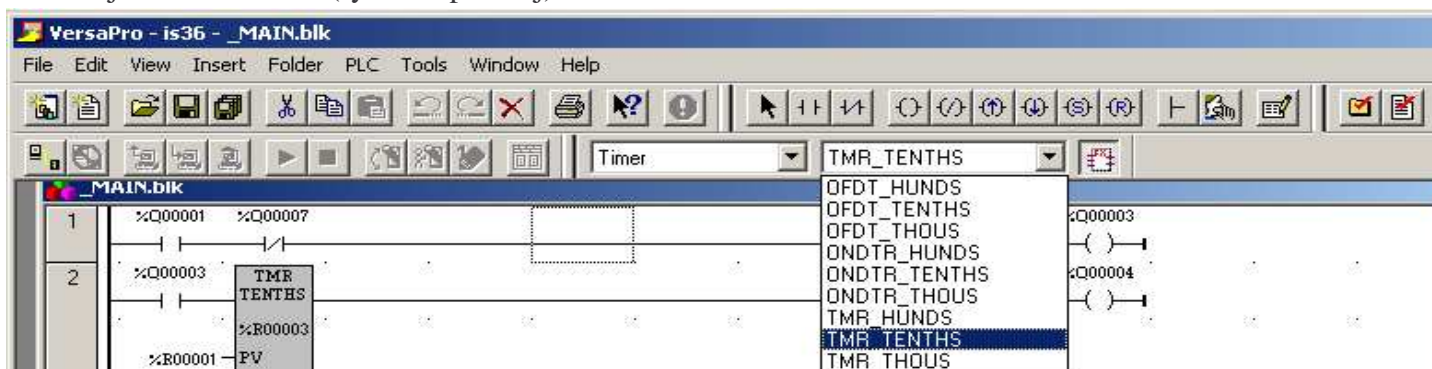 VersaPro - is36 - _MAIN.blk
File Edit View Insert Folder PLC Tools Window Help
Timer TMR_TENTHS
_MAIN.blk
OFDT_HUNDS
OFDT_TENTHS
OFDT_THOUS
ONDTR_HUNDS
ONDTR_TENTHS
ONDTR_THOUS
TMR_HUNDS
TMR_TENTHS
TMR_THOUS
1 %Q00001 %Q00007 %Q00003
2 %Q00003 TMR %Q00004
TENTHS
%R00003
%R00001 PV